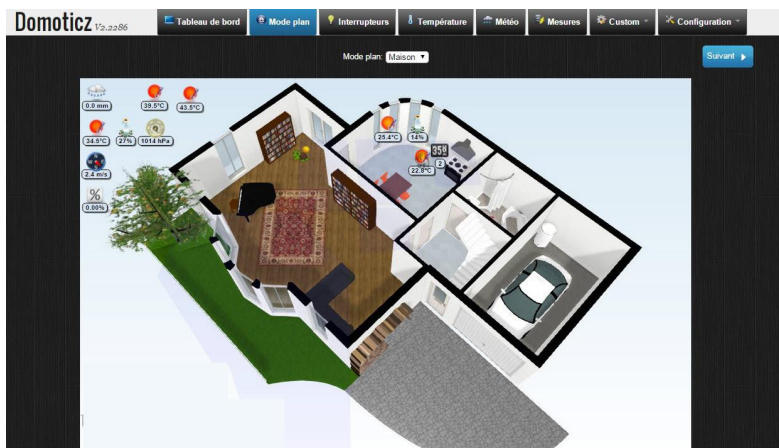 Domoticz V2.2286
Tableau de bord
Mode plan
Interrupteurs
Température
Météo
Mesures
Custom
Configuration
Mode plan: Maison
Suivant
0.0 mm
39.5°C
43.5°C
34.5°C
27%
1014 hPa
2.4 m/s
%
0.00%
25.4°C
14%
35
2
22.8°C